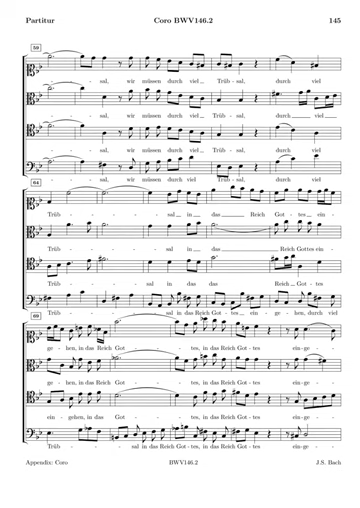 Partitur Coro BWV146.2 145
59
sal, wir müssen durch viel Trüb- sal, durch viel
sal, wir müssen durch viel Trüb- sal, durch viel
sal, wir müssen durch viel Trüb- sal, durch viel
sal, wir müssen durch viel Trüb- sal, durch viel
64
Trüb- sal in das Reich Got- tes ein-
Trüb- sal in das Reich Gottes ein-
Trüb- sal in das Reich Got- tes
Trüb- sal in das Reich Got- tes ein- ge- hen, durch viel
69
ge- hen, in das Reich Got- tes, in das Reich Got- tes ein-ge-
ge- hen, in das Reich Got- tes, in das Reich Got- tes ein-ge-
eingehen, in das Got- tes, in das Reich Got- tes ein-ge-
Trüb- sal in das Reich Got- tes, in das Reich Got- tes ein-ge-
Appendix: Coro BWV146.2 J.S. Bach